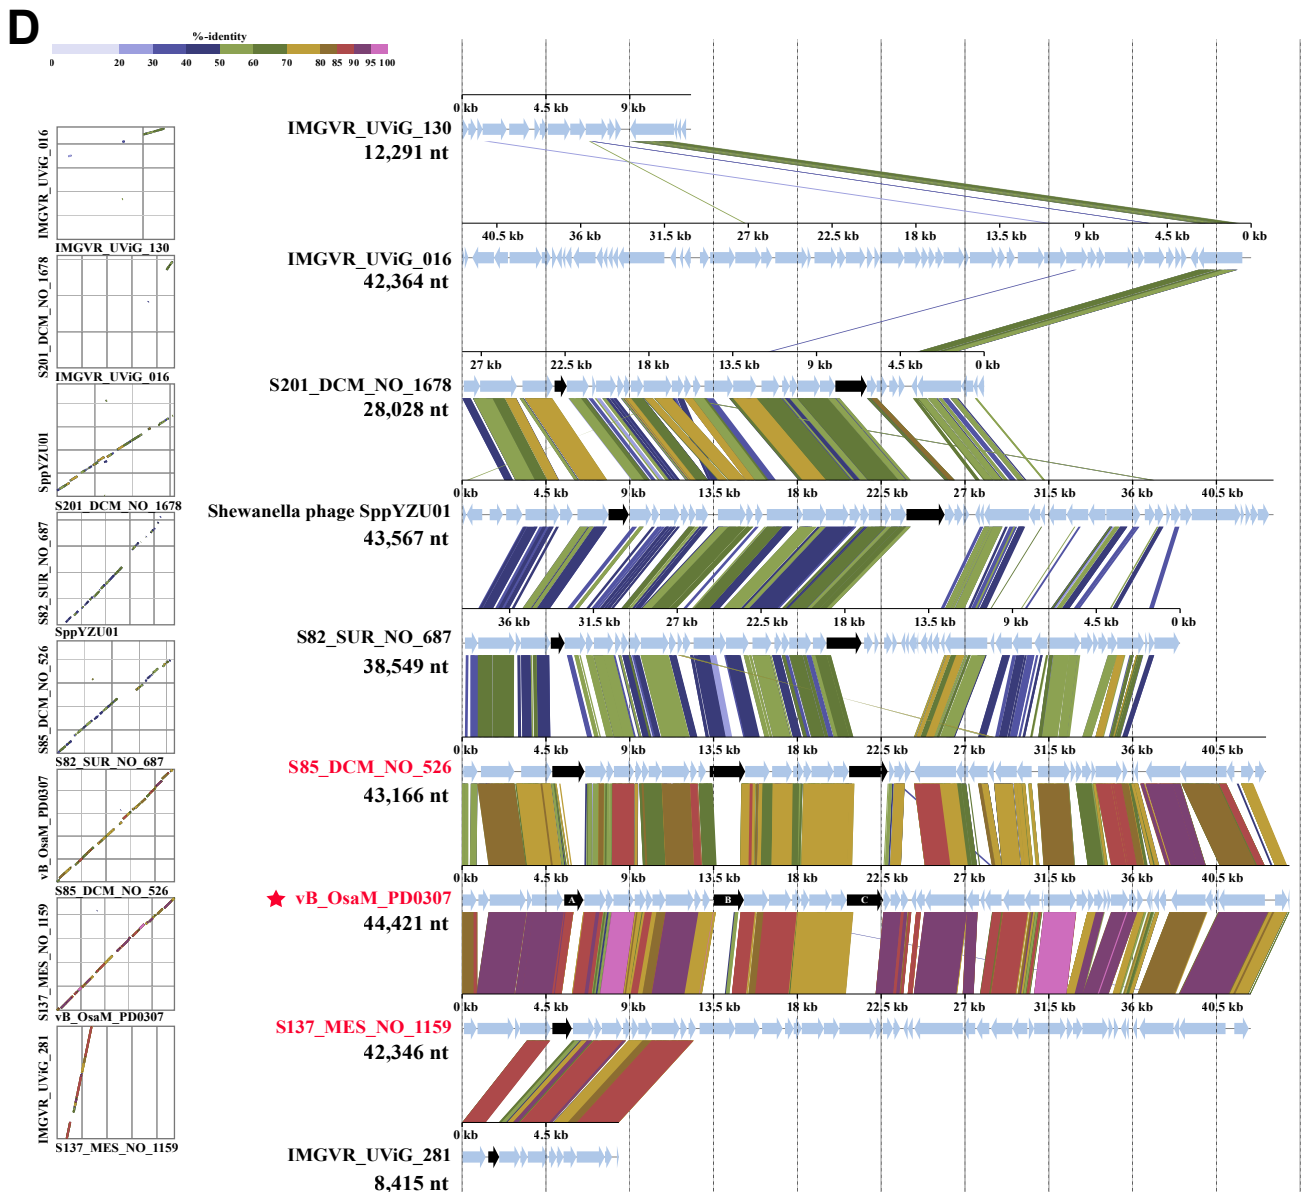 D
%-identity
0 20 30 40 50 60 70 80 85 90 95 100
0 kb 4.5 kb 9 kb
IMGVR_UViG_130
12,291 nt
40.5 kb 36 kb 31.5 kb 27 kb 22.5 kb 18 kb 13.5 kb 9 kb 4.5 kb 0 kb
IMGVR_UViG_016
42,364 nt
27 kb 22.5 kb 18 kb 13.5 kb 9 kb 4.5 kb 0 kb
S201_DCM_NO_1678
28,028 nt
0 kb 4.5 kb 9 kb 13.5 kb 18 kb 22.5 kb 27 kb 31.5 kb 36 kb 40.5 kb
Shewanella phage SppYZU01
43,567 nt
36 kb 31.5 kb 27 kb 22.5 kb 18 kb 13.5 kb 9 kb 4.5 kb 0 kb
S82_SUR_NO_687
38,549 nt
0 kb 4.5 kb 9 kb 13.5 kb 18 kb 22.5 kb 27 kb 31.5 kb 36 kb 40.5 kb
S85_DCM_NO_526
43,166 nt
0 kb 4.5 kb 9 kb 13.5 kb 18 kb 22.5 kb 27 kb 31.5 kb 36 kb 40.5 kb
vB_OsaM_PD0307
A B C
44,421 nt
0 kb 4.5 kb 9 kb 13.5 kb 18 kb 22.5 kb 27 kb 31.5 kb 36 kb 40.5 kb
S137_MES_NO_1159
42,346 nt
0 kb 4.5 kb
IMGVR_UViG_281
8,415 nt
IMGVR_UViG_016
IMGVR_UViG_130
S201_DCM_NO_1678
IMGVR_UViG_016
SppYZU01
S201_DCM_NO_1678
S82_SUR_NO_687
SppYZU01
S85_DCM_NO_526
S82_SUR_NO_687
vB_OsaM_PD0307
S85_DCM_NO_526
S137_MES_NO_1159
vB_OsaM_PD0307
IMGVR_UViG_281
S137_MES_NO_1159